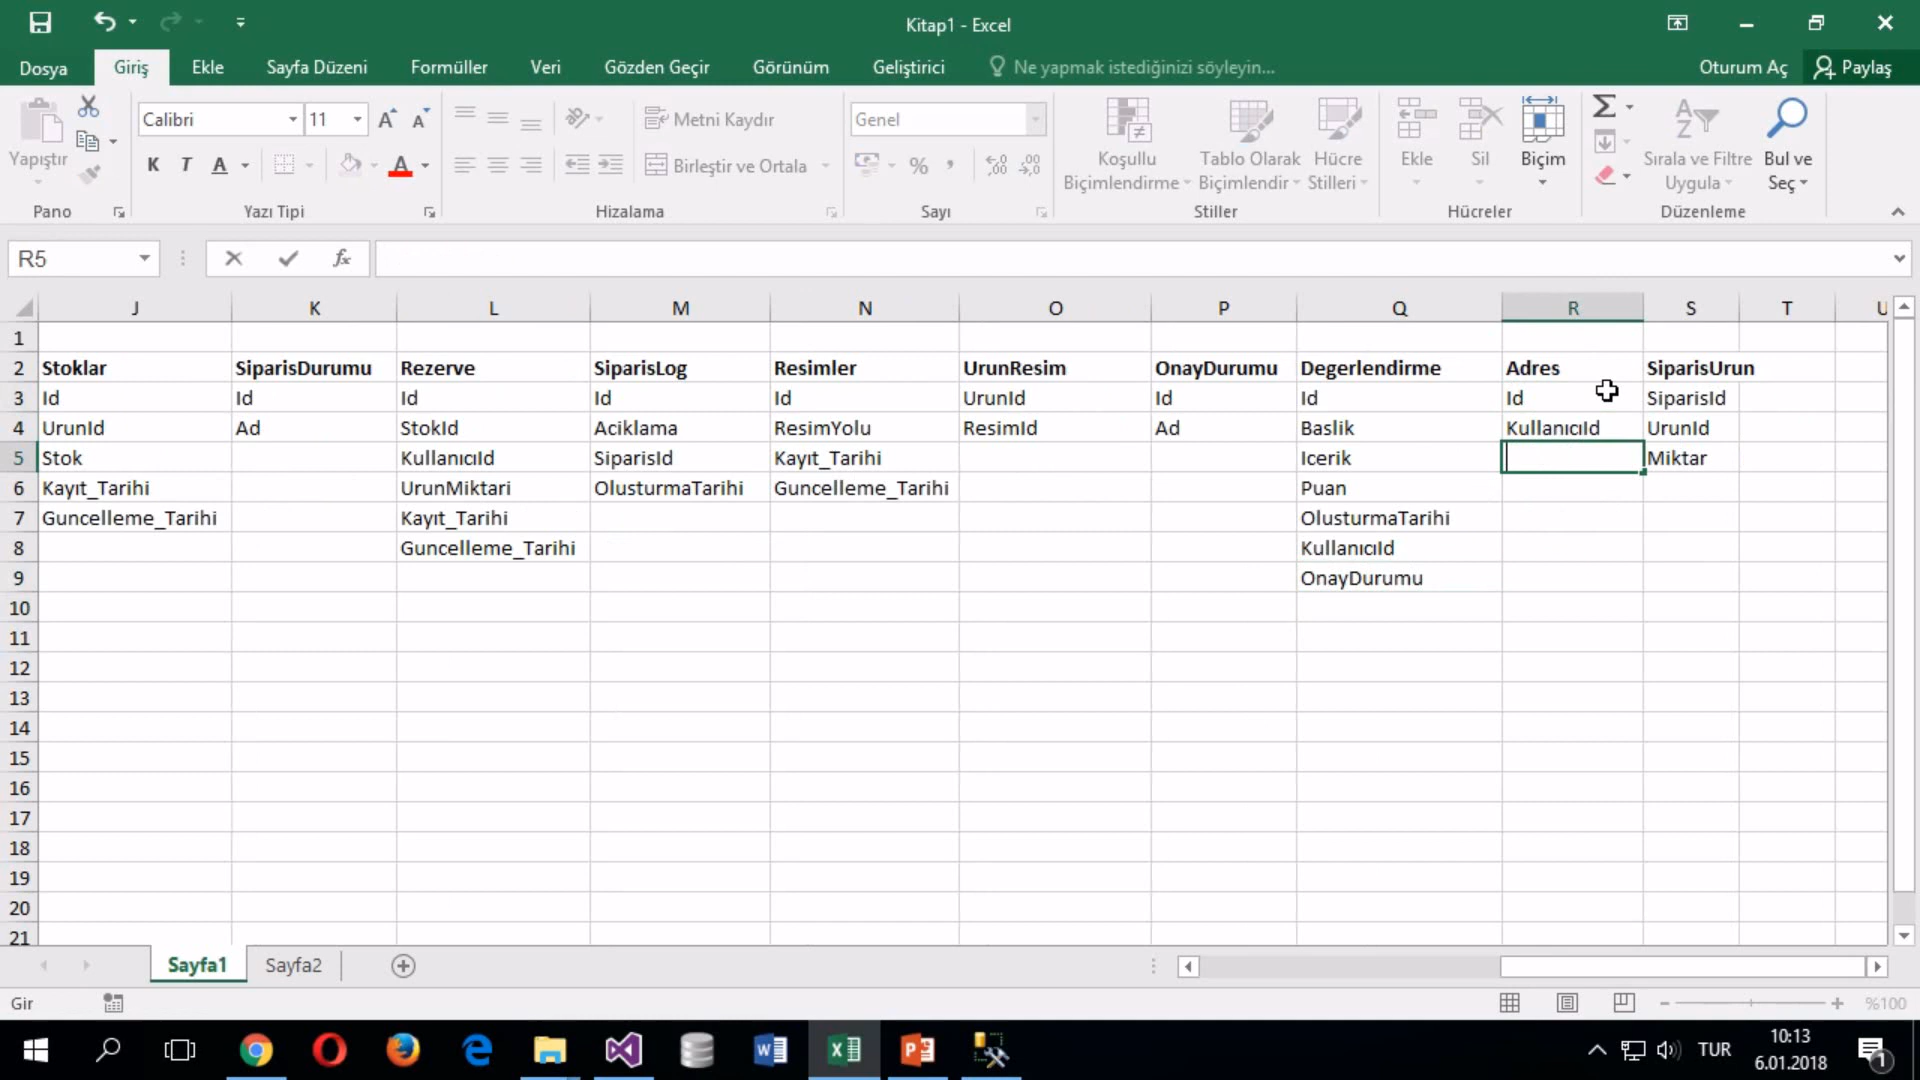 Kitap1 - Excel
Dosya Giriş Ekle Sayfa Düzeni Formüller Veri Gözden Geçir Görünüm Geliştirici Ne yapmak istediğinizi söyleyin... Oturum Aç Paylaş
Yapıştır
Calibri 11
K T A A
Metni Kaydır
Birleştir ve Ortala
Genel
%
Koşullu Biçimlendirme
Tablo Olarak Biçimlendir
Hücre Stilleri
Ekle Sil Biçim
Sırala ve Filtre Uygula
Bul ve Seç
Pano Yazı Tipi Hizalama Sayı Stiller Hücreler Düzenleme
R5 fx
J K L M N O P Q R S T U
1
2 Stoklar SiparisDurumu Rezerve SiparisLog Resimler UrunResim OnayDurumu Degerlendirme Adres SiparisUrun
3 Id Id Id Id Id UrunId Id Id Id SiparisId
4 UrunId Ad StokId Aciklama ResimYolu ResimId Ad Baslik KullanıcıId UrunId
5 Stok KullanıcıId SiparisId Kayıt_Tarihi Icerik Miktar
6 Kayıt_Tarihi UrunMiktari OlusturmaTarihi Guncelleme_Tarihi Puan
7 Guncelleme_Tarihi Kayıt_Tarihi OlusturmaTarihi
8 Guncelleme_Tarihi KullanıcıId
9 OnayDurumu
10
11
12
13
14
15
16
17
18
19
20
21
Sayfa1 Sayfa2
Gir %100
TUR
10:13
6.01.2018
1